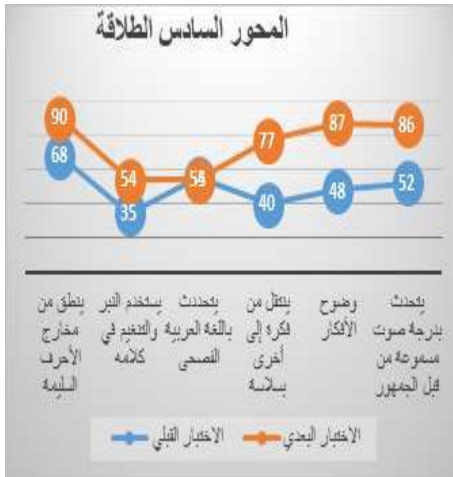 المحور السادس الطلاقة
90
54
54
77
87
86
68
35
40
48
52
ينطق من
مخارج
الأحرف
السليمة
يستخدم النبر
والتنغيم في
كلامه
يتحدث
باللغة العربية
الفصحى
ينتقل من
فكرة إلى
أخرى
بسلاسة
وضوح
الأفكار
يتحدث
بدرجة صوت
مسموعة من
قبل الجمهور
الاختبار البعدي
الاختبار القبلي